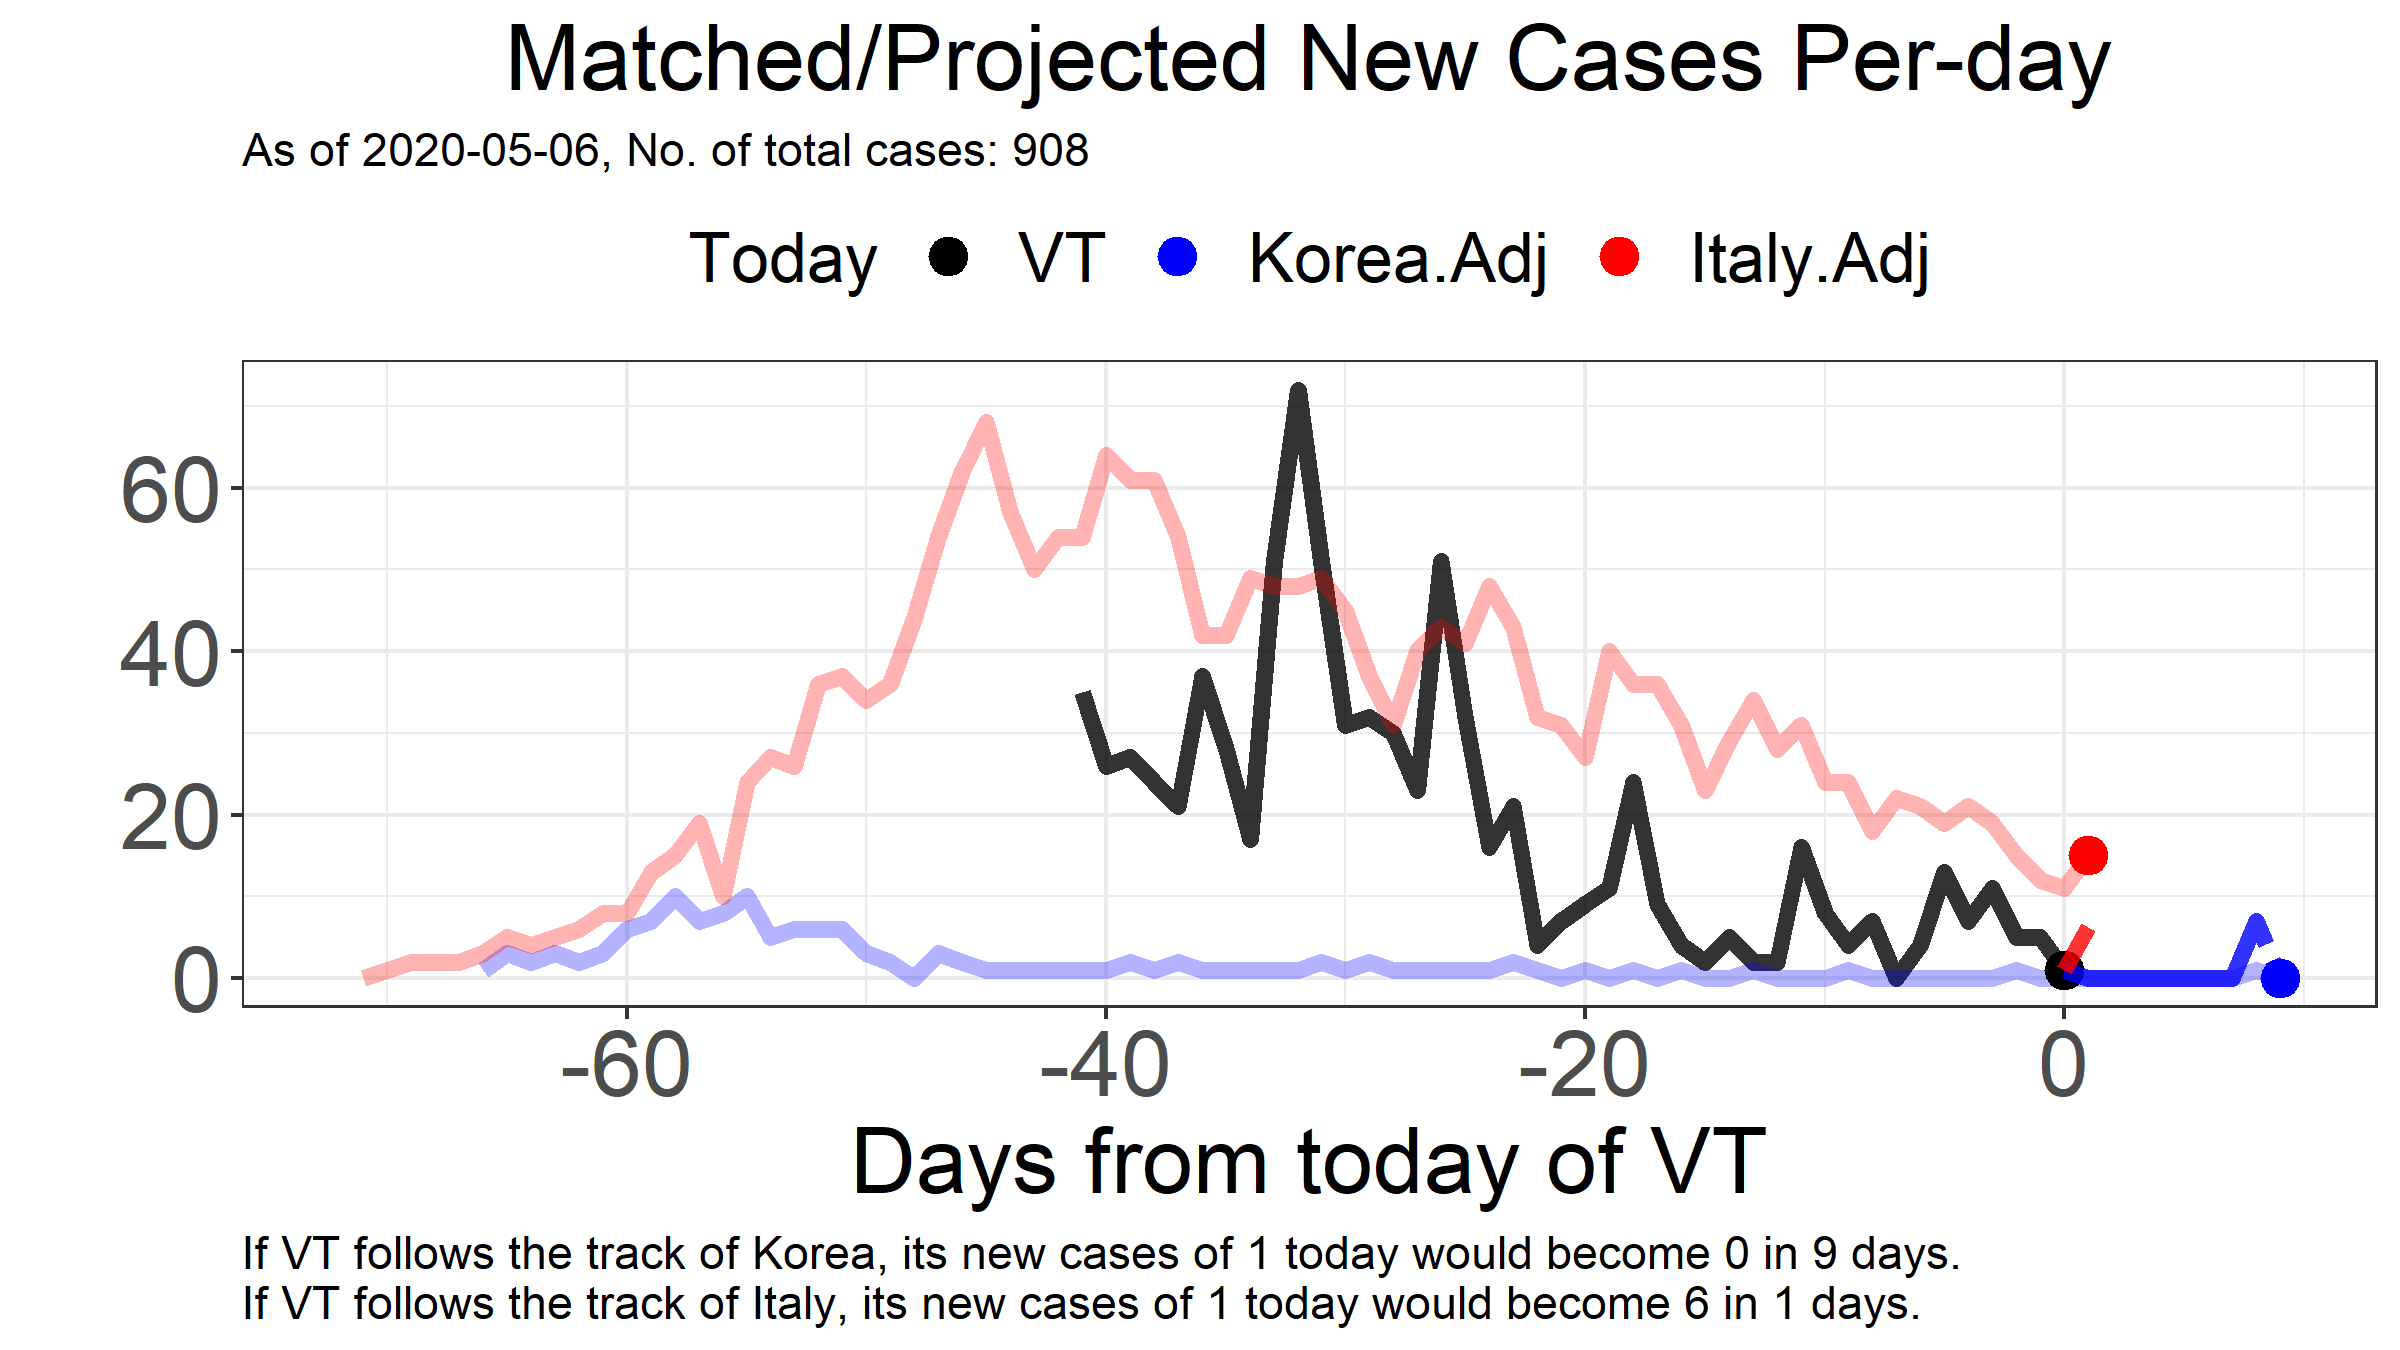 Matched/Projected New Cases Per-day
As of 2020-05-06, No. of total cases: 908
Today VT Korea.Adj Italy.Adj
60
40
20
0
-60 -40 -20 0
Days from today of VT
If VT follows the track of Korea, its new cases of 1 today would become 0 in 9 days.
If VT follows the track of Italy, its new cases of 1 today would become 6 in 1 days.